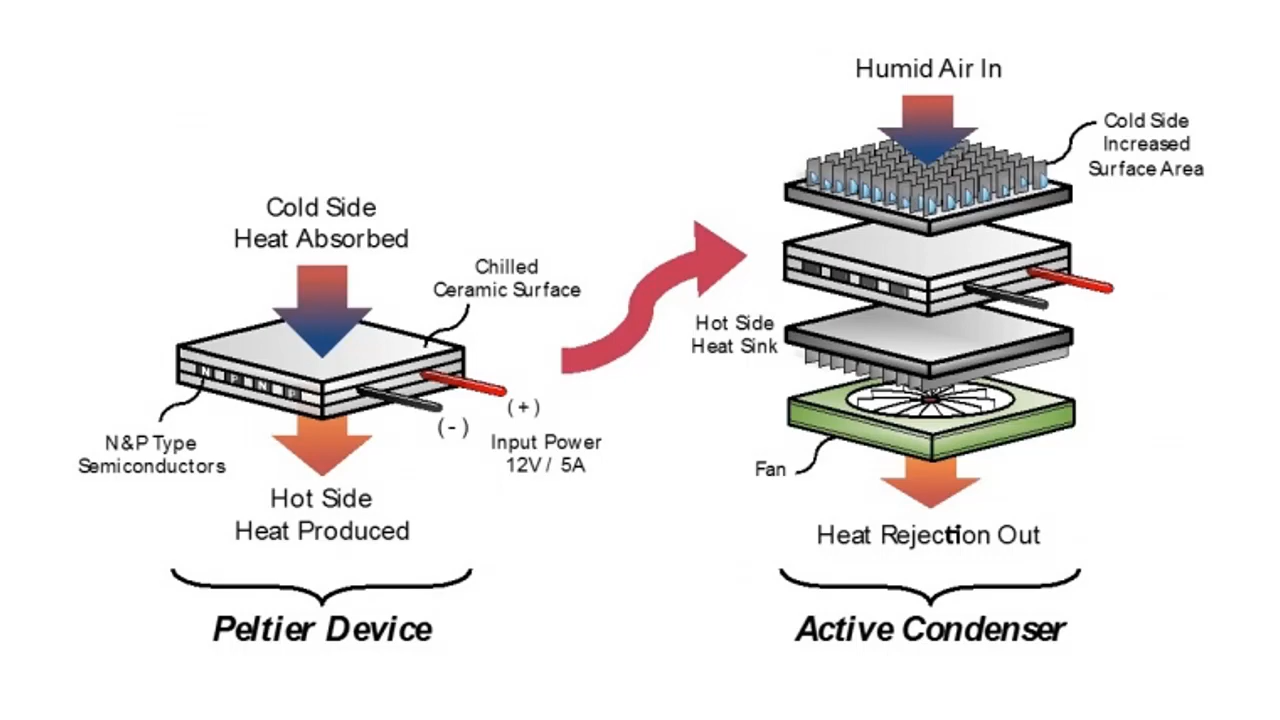 Humid Air In
Cold Side
Increased
Surface Area
Cold Side
Heat Absorbed
Chilled
Ceramic Surface
Hot Side
Heat Sink
N P N P
(+)
(-)
Input Power
12V / 5A
N&P Type
Semiconductors
Fan
Hot Side
Heat Produced
Heat Rejection Out
Peltier Device
Active Condenser